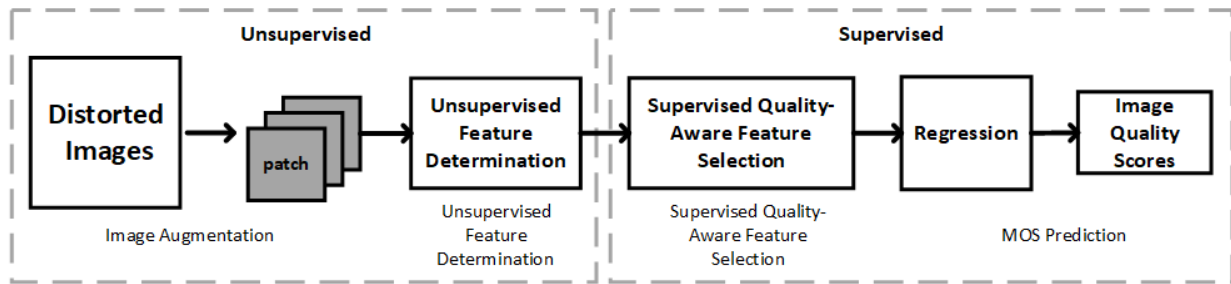 Unsupervised
Supervised
Distorted
Images
patch
Unsupervised
Feature
Determination
Supervised Quality-
Aware Feature
Selection
Regression
Image
Quality
Scores
Image Augmentation
Unsupervised
Feature
Determination
Supervised Quality-
Aware Feature
Selection
MOS Prediction